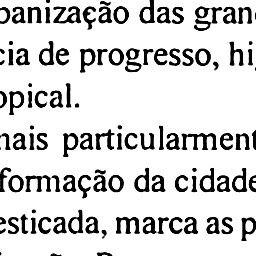 banização das gran
cia de progresso, hi
opical.
nais particularment
formação da cidade
esticada, marca as p